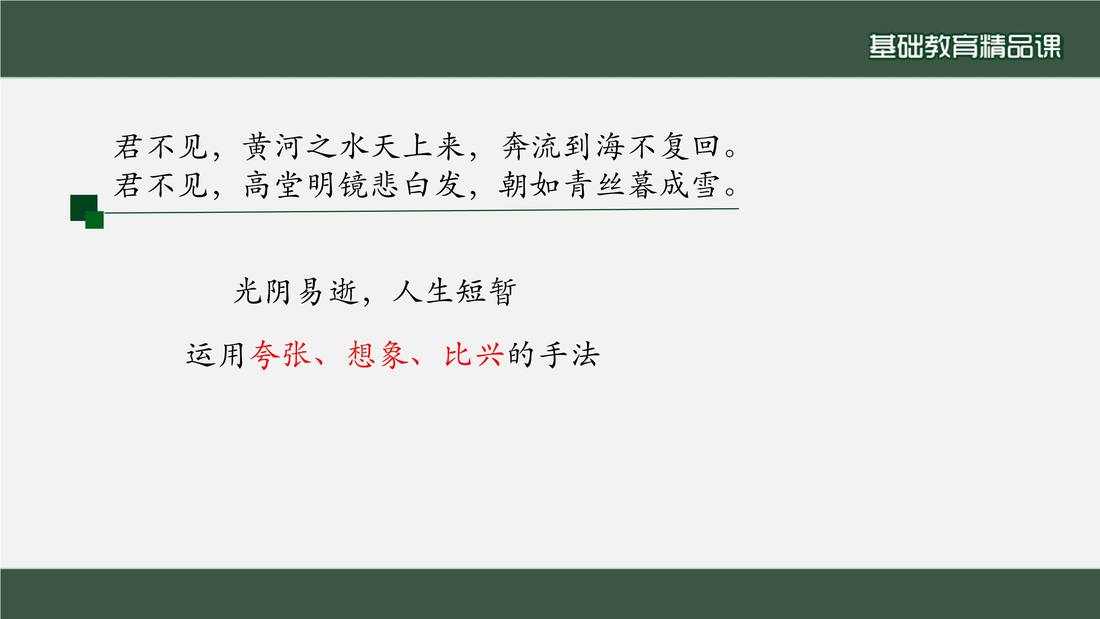 基础教育精品课
君不见，黄河之水天上来，奔流到海不复回。
君不见，高堂明镜悲白发，朝如青丝暮成雪。
光阴易逝，人生短暂
运用夸张、想象、比兴的手法